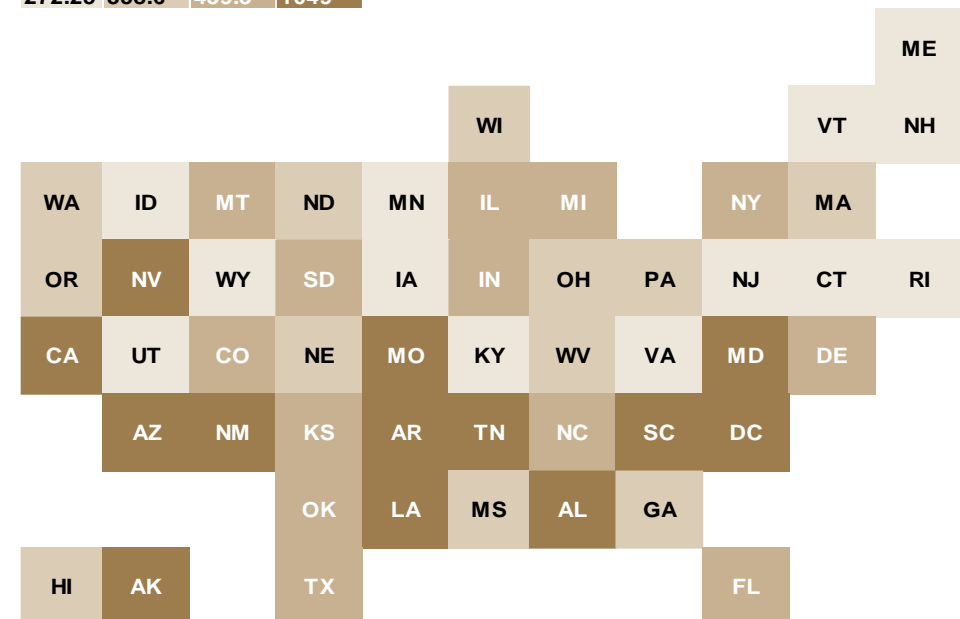 ME
WI VT NH
WA ID MT ND MN IL MI NY MA
OR NV WY SD IA IN OH PA NJ CT RI
CA UT CO NE MO KY WV VA MD DE
AZ NM KS AR TN NC SC DC
OK LA MS AL GA
HI AK TX FL